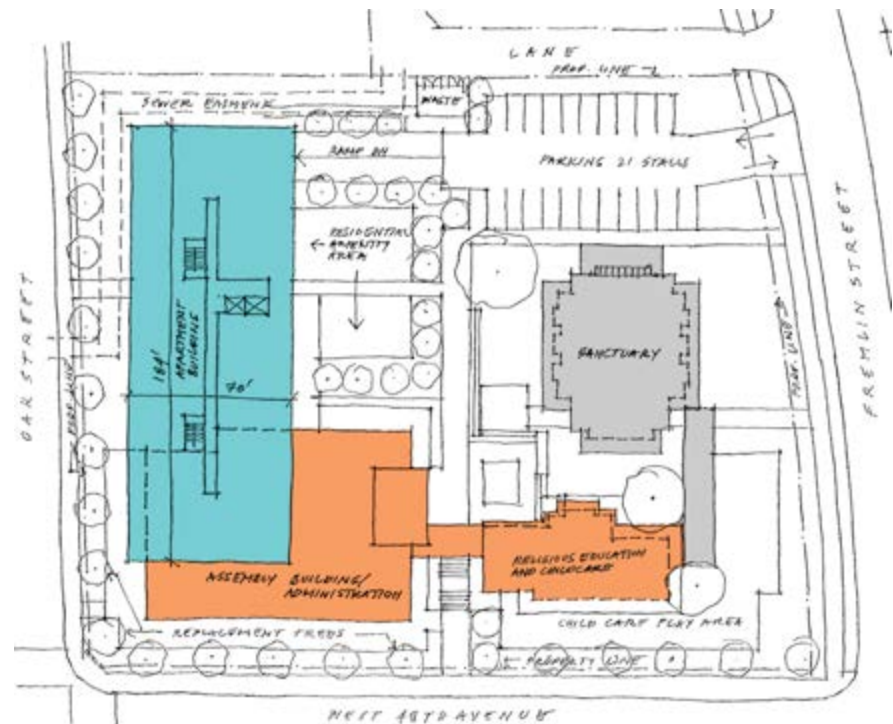 LANE
PROP. LINE
SEWER EASMENT
WASTE
RAMP DN
PARKING 21 STALLS
RESIDENTIAL
AMENITY
AREA
OAK STREET
PROP. LINE
184'
APARTMENT
BUILDING
70'
SANCTUARY
PROP. LINE
FREMLIN STREET
ASSEMBLY BUILDING/
ADMINISTRATION
RELIGIOUS EDUCATION
AND CHILDCARE
REPLACEMENT TREES
CHILD CARE PLAY AREA
PROPERTY LINE
WEST 49TH AVENUE